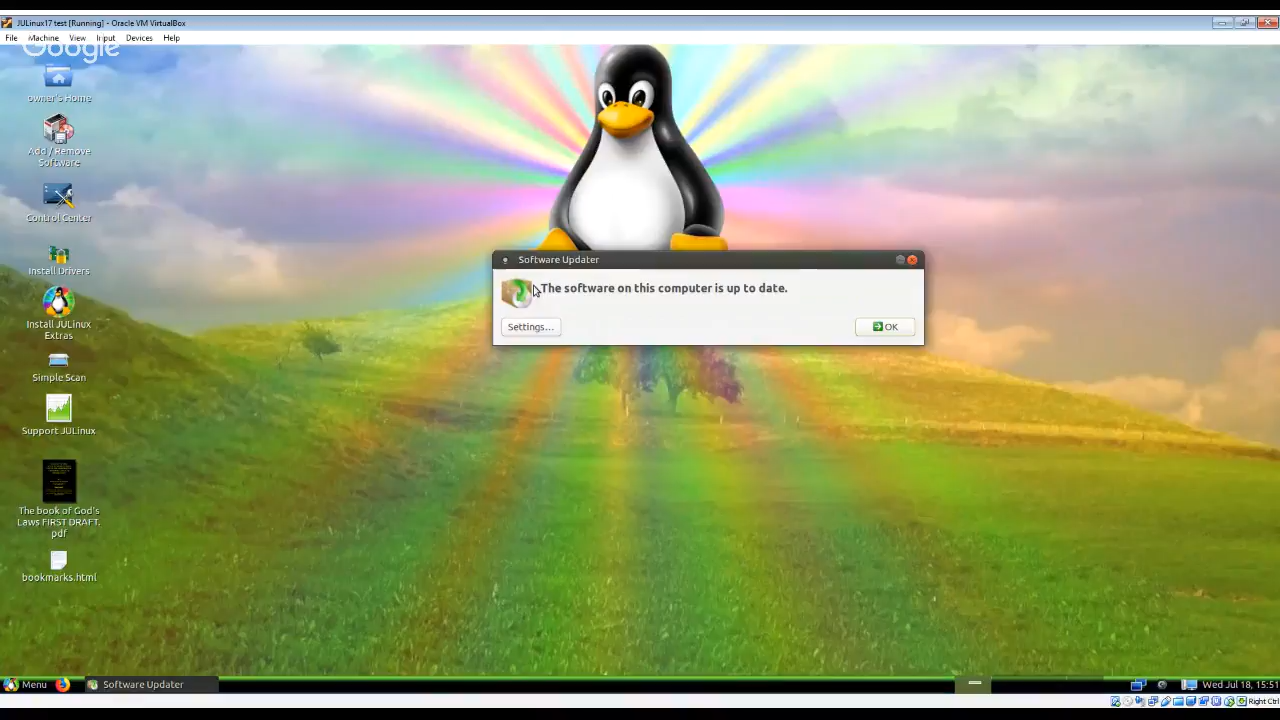 JULinux17 test [Running] - Oracle VM VirtualBox
File Machine View Input Devices Help
Google
owner's Home
Add / Remove
Software
Control Center
Install Drivers
Install JULinux
Extras
Simple Scan
Support JULinux
The book of God's
Laws FIRST DRAFT.
pdf
bookmarks.html
Software Updater
The software on this computer is up to date.
Settings...
OK
Menu
Software Updater
Wed Jul 18, 15:51
Right Ctrl